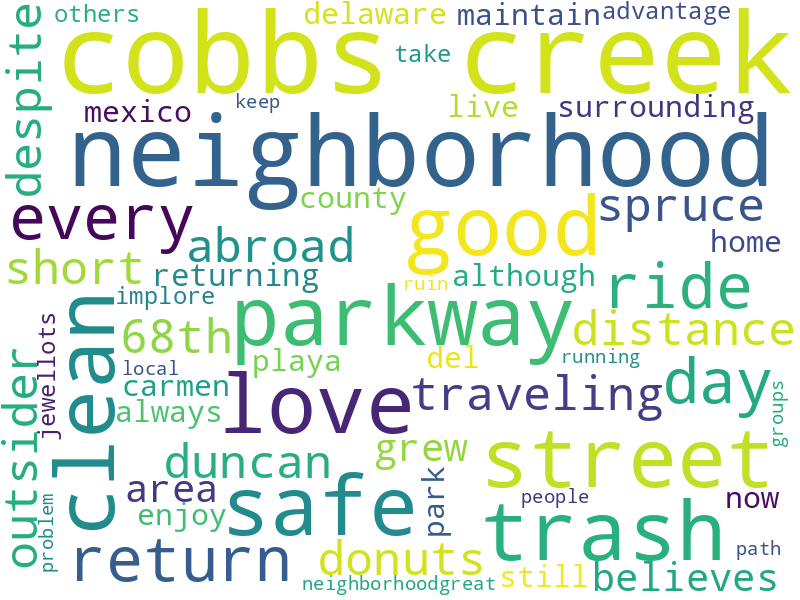 others
delaware
maintain
advantage
despite
cobbs
creek
take
mexico
keep
live
surrounding
neighborhood
county
every
good
spruce
abroad
home
short
returning
although
ride
implore
ruin
clean
68th
parkway
distance
playa
del
running
jewellots
local
carmen
love
traveling
day
outsider
always
groups
duncan
grew
street
area
safe
park
people
now
enjoy
trash
problem
return
donuts
path
neighborhoodgreat
still
believes